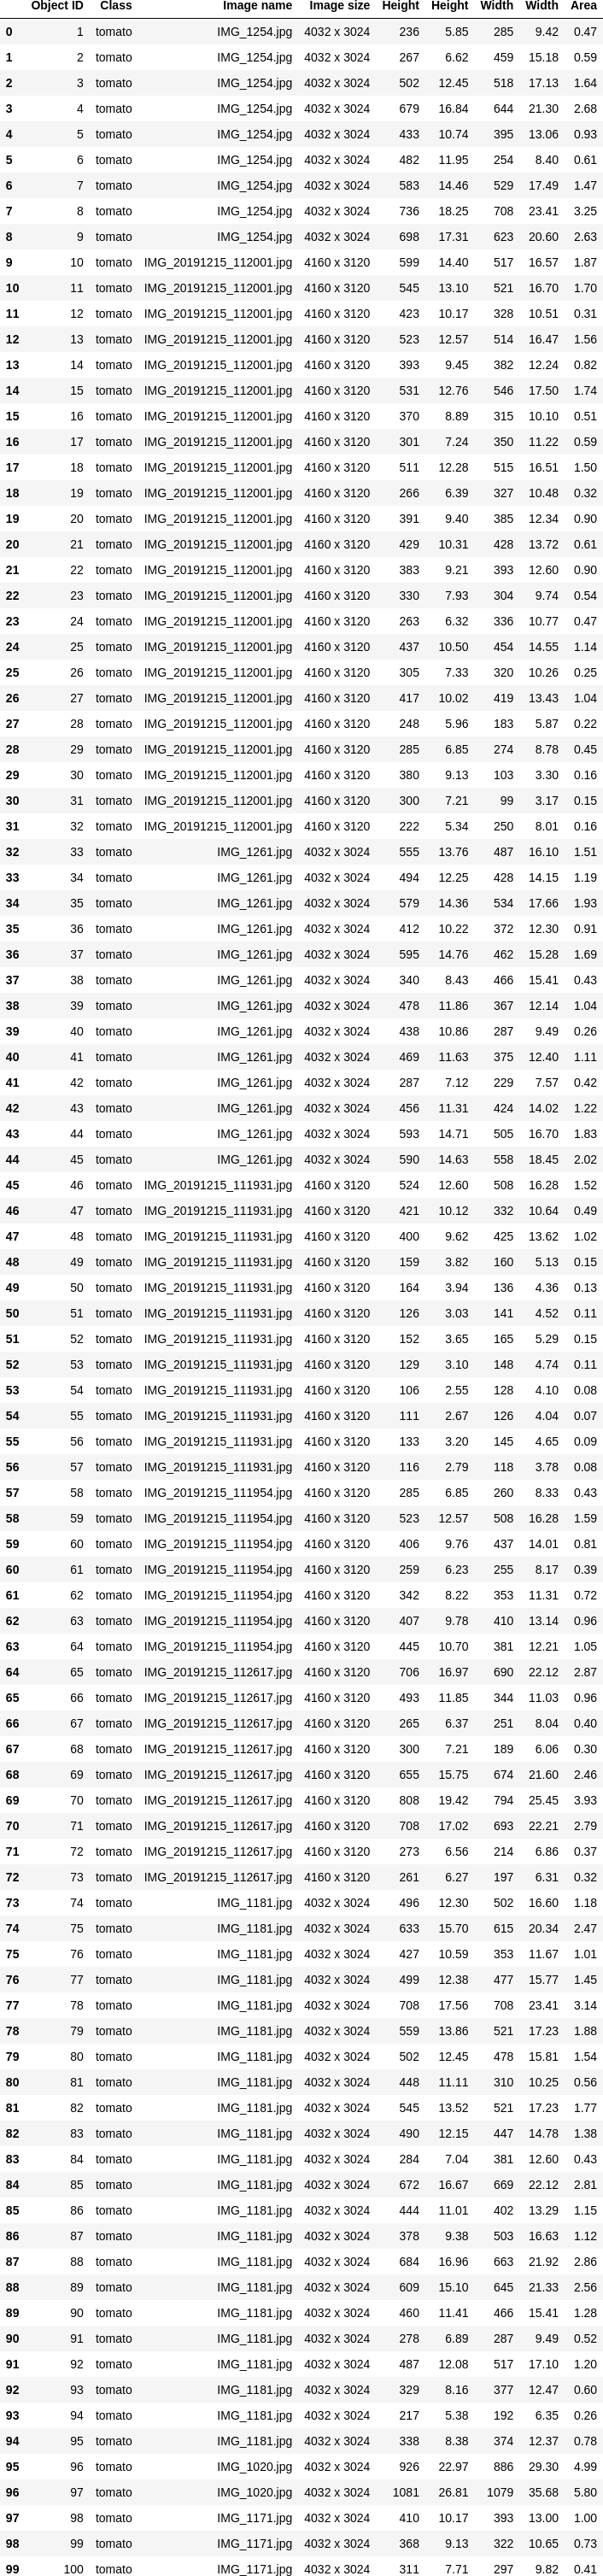 Object ID Class Image name Image size Height Height Width Width Area
0 1 tomato IMG_1254.jpg 4032 x 3024 236 5.85 285 9.42 0.47
1 2 tomato IMG_1254.jpg 4032 x 3024 267 6.62 459 15.18 0.59
2 3 tomato IMG_1254.jpg 4032 x 3024 502 12.45 518 17.13 1.64
3 4 tomato IMG_1254.jpg 4032 x 3024 679 16.84 644 21.30 2.68
4 5 tomato IMG_1254.jpg 4032 x 3024 433 10.74 395 13.06 0.93
5 6 tomato IMG_1254.jpg 4032 x 3024 482 11.95 254 8.40 0.61
6 7 tomato IMG_1254.jpg 4032 x 3024 583 14.46 529 17.49 1.47
7 8 tomato IMG_1254.jpg 4032 x 3024 736 18.25 708 23.41 3.25
8 9 tomato IMG_1254.jpg 4032 x 3024 698 17.31 623 20.60 2.63
9 10 tomato IMG_20191215_112001.jpg 4160 x 3120 599 14.40 517 16.57 1.87
10 11 tomato IMG_20191215_112001.jpg 4160 x 3120 545 13.10 521 16.70 1.70
11 12 tomato IMG_20191215_112001.jpg 4160 x 3120 423 10.17 328 10.51 0.31
12 13 tomato IMG_20191215_112001.jpg 4160 x 3120 523 12.57 514 16.47 1.56
13 14 tomato IMG_20191215_112001.jpg 4160 x 3120 393 9.45 382 12.24 0.82
14 15 tomato IMG_20191215_112001.jpg 4160 x 3120 531 12.76 546 17.50 1.74
15 16 tomato IMG_20191215_112001.jpg 4160 x 3120 370 8.89 315 10.10 0.51
16 17 tomato IMG_20191215_112001.jpg 4160 x 3120 301 7.24 350 11.22 0.59
17 18 tomato IMG_20191215_112001.jpg 4160 x 3120 511 12.28 515 16.51 1.50
18 19 tomato IMG_20191215_112001.jpg 4160 x 3120 266 6.39 327 10.48 0.32
19 20 tomato IMG_20191215_112001.jpg 4160 x 3120 391 9.40 385 12.34 0.90
20 21 tomato IMG_20191215_112001.jpg 4160 x 3120 429 10.31 428 13.72 0.61
21 22 tomato IMG_20191215_112001.jpg 4160 x 3120 383 9.21 393 12.60 0.90
22 23 tomato IMG_20191215_112001.jpg 4160 x 3120 330 7.93 304 9.74 0.54
23 24 tomato IMG_20191215_112001.jpg 4160 x 3120 263 6.32 336 10.77 0.47
24 25 tomato IMG_20191215_112001.jpg 4160 x 3120 437 10.50 454 14.55 1.14
25 26 tomato IMG_20191215_112001.jpg 4160 x 3120 305 7.33 320 10.26 0.25
26 27 tomato IMG_20191215_112001.jpg 4160 x 3120 417 10.02 419 13.43 1.04
27 28 tomato IMG_20191215_112001.jpg 4160 x 3120 248 5.96 183 5.87 0.22
28 29 tomato IMG_20191215_112001.jpg 4160 x 3120 285 6.85 274 8.78 0.45
29 30 tomato IMG_20191215_112001.jpg 4160 x 3120 380 9.13 103 3.30 0.16
30 31 tomato IMG_20191215_112001.jpg 4160 x 3120 300 7.21 99 3.17 0.15
31 32 tomato IMG_20191215_112001.jpg 4160 x 3120 222 5.34 250 8.01 0.16
32 33 tomato IMG_1261.jpg 4032 x 3024 555 13.76 487 16.10 1.51
33 34 tomato IMG_1261.jpg 4032 x 3024 494 12.25 428 14.15 1.19
34 35 tomato IMG_1261.jpg 4032 x 3024 579 14.36 534 17.66 1.93
35 36 tomato IMG_1261.jpg 4032 x 3024 412 10.22 372 12.30 0.91
36 37 tomato IMG_1261.jpg 4032 x 3024 595 14.76 462 15.28 1.69
37 38 tomato IMG_1261.jpg 4032 x 3024 340 8.43 466 15.41 0.43
38 39 tomato IMG_1261.jpg 4032 x 3024 478 11.86 367 12.14 1.04
39 40 tomato IMG_1261.jpg 4032 x 3024 438 10.86 287 9.49 0.26
40 41 tomato IMG_1261.jpg 4032 x 3024 469 11.63 375 12.40 1.11
41 42 tomato IMG_1261.jpg 4032 x 3024 287 7.12 229 7.57 0.42
42 43 tomato IMG_1261.jpg 4032 x 3024 456 11.31 424 14.02 1.22
43 44 tomato IMG_1261.jpg 4032 x 3024 593 14.71 505 16.70 1.83
44 45 tomato IMG_1261.jpg 4032 x 3024 590 14.63 558 18.45 2.02
45 46 tomato IMG_20191215_111931.jpg 4160 x 3120 524 12.60 508 16.28 1.52
46 47 tomato IMG_20191215_111931.jpg 4160 x 3120 421 10.12 332 10.64 0.49
47 48 tomato IMG_20191215_111931.jpg 4160 x 3120 400 9.62 425 13.62 1.02
48 49 tomato IMG_20191215_111931.jpg 4160 x 3120 159 3.82 160 5.13 0.15
49 50 tomato IMG_20191215_111931.jpg 4160 x 3120 164 3.94 136 4.36 0.13
50 51 tomato IMG_20191215_111931.jpg 4160 x 3120 126 3.03 141 4.52 0.11
51 52 tomato IMG_20191215_111931.jpg 4160 x 3120 152 3.65 165 5.29 0.15
52 53 tomato IMG_20191215_111931.jpg 4160 x 3120 129 3.10 148 4.74 0.11
53 54 tomato IMG_20191215_111931.jpg 4160 x 3120 106 2.55 128 4.10 0.08
54 55 tomato IMG_20191215_111931.jpg 4160 x 3120 111 2.67 126 4.04 0.07
55 56 tomato IMG_20191215_111931.jpg 4160 x 3120 133 3.20 145 4.65 0.09
56 57 tomato IMG_20191215_111931.jpg 4160 x 3120 116 2.79 118 3.78 0.08
57 58 tomato IMG_20191215_111954.jpg 4160 x 3120 285 6.85 260 8.33 0.43
58 59 tomato IMG_20191215_111954.jpg 4160 x 3120 523 12.57 508 16.28 1.59
59 60 tomato IMG_20191215_111954.jpg 4160 x 3120 406 9.76 437 14.01 0.81
60 61 tomato IMG_20191215_111954.jpg 4160 x 3120 259 6.23 255 8.17 0.39
61 62 tomato IMG_20191215_111954.jpg 4160 x 3120 342 8.22 353 11.31 0.72
62 63 tomato IMG_20191215_111954.jpg 4160 x 3120 407 9.78 410 13.14 0.96
63 64 tomato IMG_20191215_111954.jpg 4160 x 3120 445 10.70 381 12.21 1.05
64 65 tomato IMG_20191215_112617.jpg 4160 x 3120 706 16.97 690 22.12 2.87
65 66 tomato IMG_20191215_112617.jpg 4160 x 3120 493 11.85 344 11.03 0.96
66 67 tomato IMG_20191215_112617.jpg 4160 x 3120 265 6.37 251 8.04 0.40
67 68 tomato IMG_20191215_112617.jpg 4160 x 3120 300 7.21 189 6.06 0.30
68 69 tomato IMG_20191215_112617.jpg 4160 x 3120 655 15.75 674 21.60 2.46
69 70 tomato IMG_20191215_112617.jpg 4160 x 3120 808 19.42 794 25.45 3.93
70 71 tomato IMG_20191215_112617.jpg 4160 x 3120 708 17.02 693 22.21 2.79
71 72 tomato IMG_20191215_112617.jpg 4160 x 3120 273 6.56 214 6.86 0.37
72 73 tomato IMG_20191215_112617.jpg 4160 x 3120 261 6.27 197 6.31 0.32
73 74 tomato IMG_1181.jpg 4032 x 3024 496 12.30 502 16.60 1.18
74 75 tomato IMG_1181.jpg 4032 x 3024 633 15.70 615 20.34 2.47
75 76 tomato IMG_1181.jpg 4032 x 3024 427 10.59 353 11.67 1.01
76 77 tomato IMG_1181.jpg 4032 x 3024 499 12.38 477 15.77 1.45
77 78 tomato IMG_1181.jpg 4032 x 3024 708 17.56 708 23.41 3.14
78 79 tomato IMG_1181.jpg 4032 x 3024 559 13.86 521 17.23 1.88
79 80 tomato IMG_1181.jpg 4032 x 3024 502 12.45 478 15.81 1.54
80 81 tomato IMG_1181.jpg 4032 x 3024 448 11.11 310 10.25 0.56
81 82 tomato IMG_1181.jpg 4032 x 3024 545 13.52 521 17.23 1.77
82 83 tomato IMG_1181.jpg 4032 x 3024 490 12.15 447 14.78 1.38
83 84 tomato IMG_1181.jpg 4032 x 3024 284 7.04 381 12.60 0.43
84 85 tomato IMG_1181.jpg 4032 x 3024 672 16.67 669 22.12 2.81
85 86 tomato IMG_1181.jpg 4032 x 3024 444 11.01 402 13.29 1.15
86 87 tomato IMG_1181.jpg 4032 x 3024 378 9.38 503 16.63 1.12
87 88 tomato IMG_1181.jpg 4032 x 3024 684 16.96 663 21.92 2.86
88 89 tomato IMG_1181.jpg 4032 x 3024 609 15.10 645 21.33 2.56
89 90 tomato IMG_1181.jpg 4032 x 3024 460 11.41 466 15.41 1.28
90 91 tomato IMG_1181.jpg 4032 x 3024 278 6.89 287 9.49 0.52
91 92 tomato IMG_1181.jpg 4032 x 3024 487 12.08 517 17.10 1.20
92 93 tomato IMG_1181.jpg 4032 x 3024 329 8.16 377 12.47 0.60
93 94 tomato IMG_1181.jpg 4032 x 3024 217 5.38 192 6.35 0.26
94 95 tomato IMG_1181.jpg 4032 x 3024 338 8.38 374 12.37 0.78
95 96 tomato IMG_1020.jpg 4032 x 3024 926 22.97 886 29.30 4.99
96 97 tomato IMG_1020.jpg 4032 x 3024 1081 26.81 1079 35.68 5.80
97 98 tomato IMG_1171.jpg 4032 x 3024 410 10.17 393 13.00 1.00
98 99 tomato IMG_1171.jpg 4032 x 3024 368 9.13 322 10.65 0.73
99 100 tomato IMG_1171.jpg 4032 x 3024 311 7.71 297 9.82 0.41